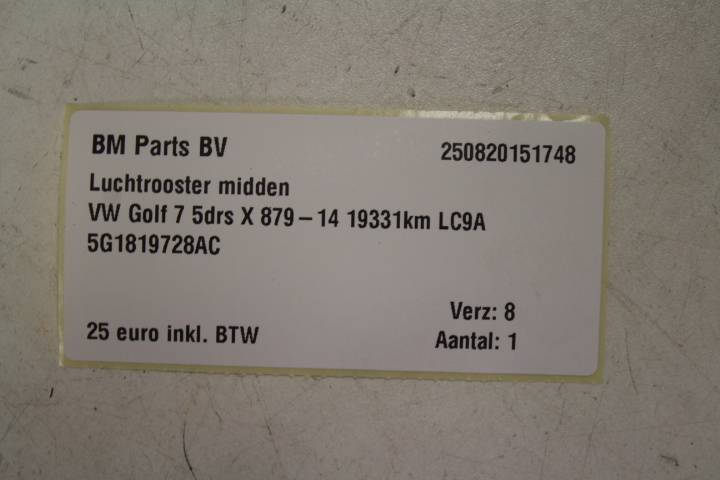 BM Parts BV 250820151748
Luchtrooster midden
VW Golf 7 5drs X 879-14 19331km LC9A
5G1819728AC
Verz: 8
25 euro inkl. BTW Aantal: 1